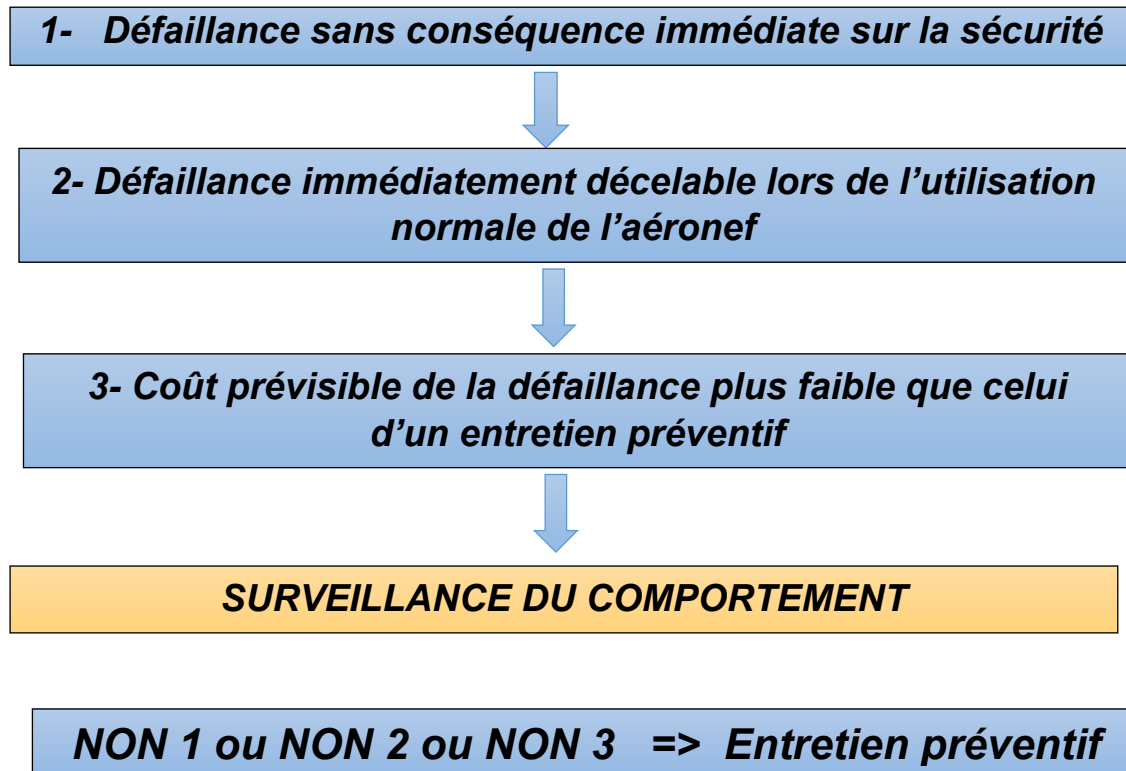 1- Défaillance sans conséquence immédiate sur la sécurité
2- Défaillance immédiatement décelable lors de l’utilisation
normale de l’aéronef
3- Coût prévisible de la défaillance plus faible que celui
d’un entretien préventif
SURVEILLANCE DU COMPORTEMENT
NON 1 ou NON 2 ou NON 3 => Entretien préventif